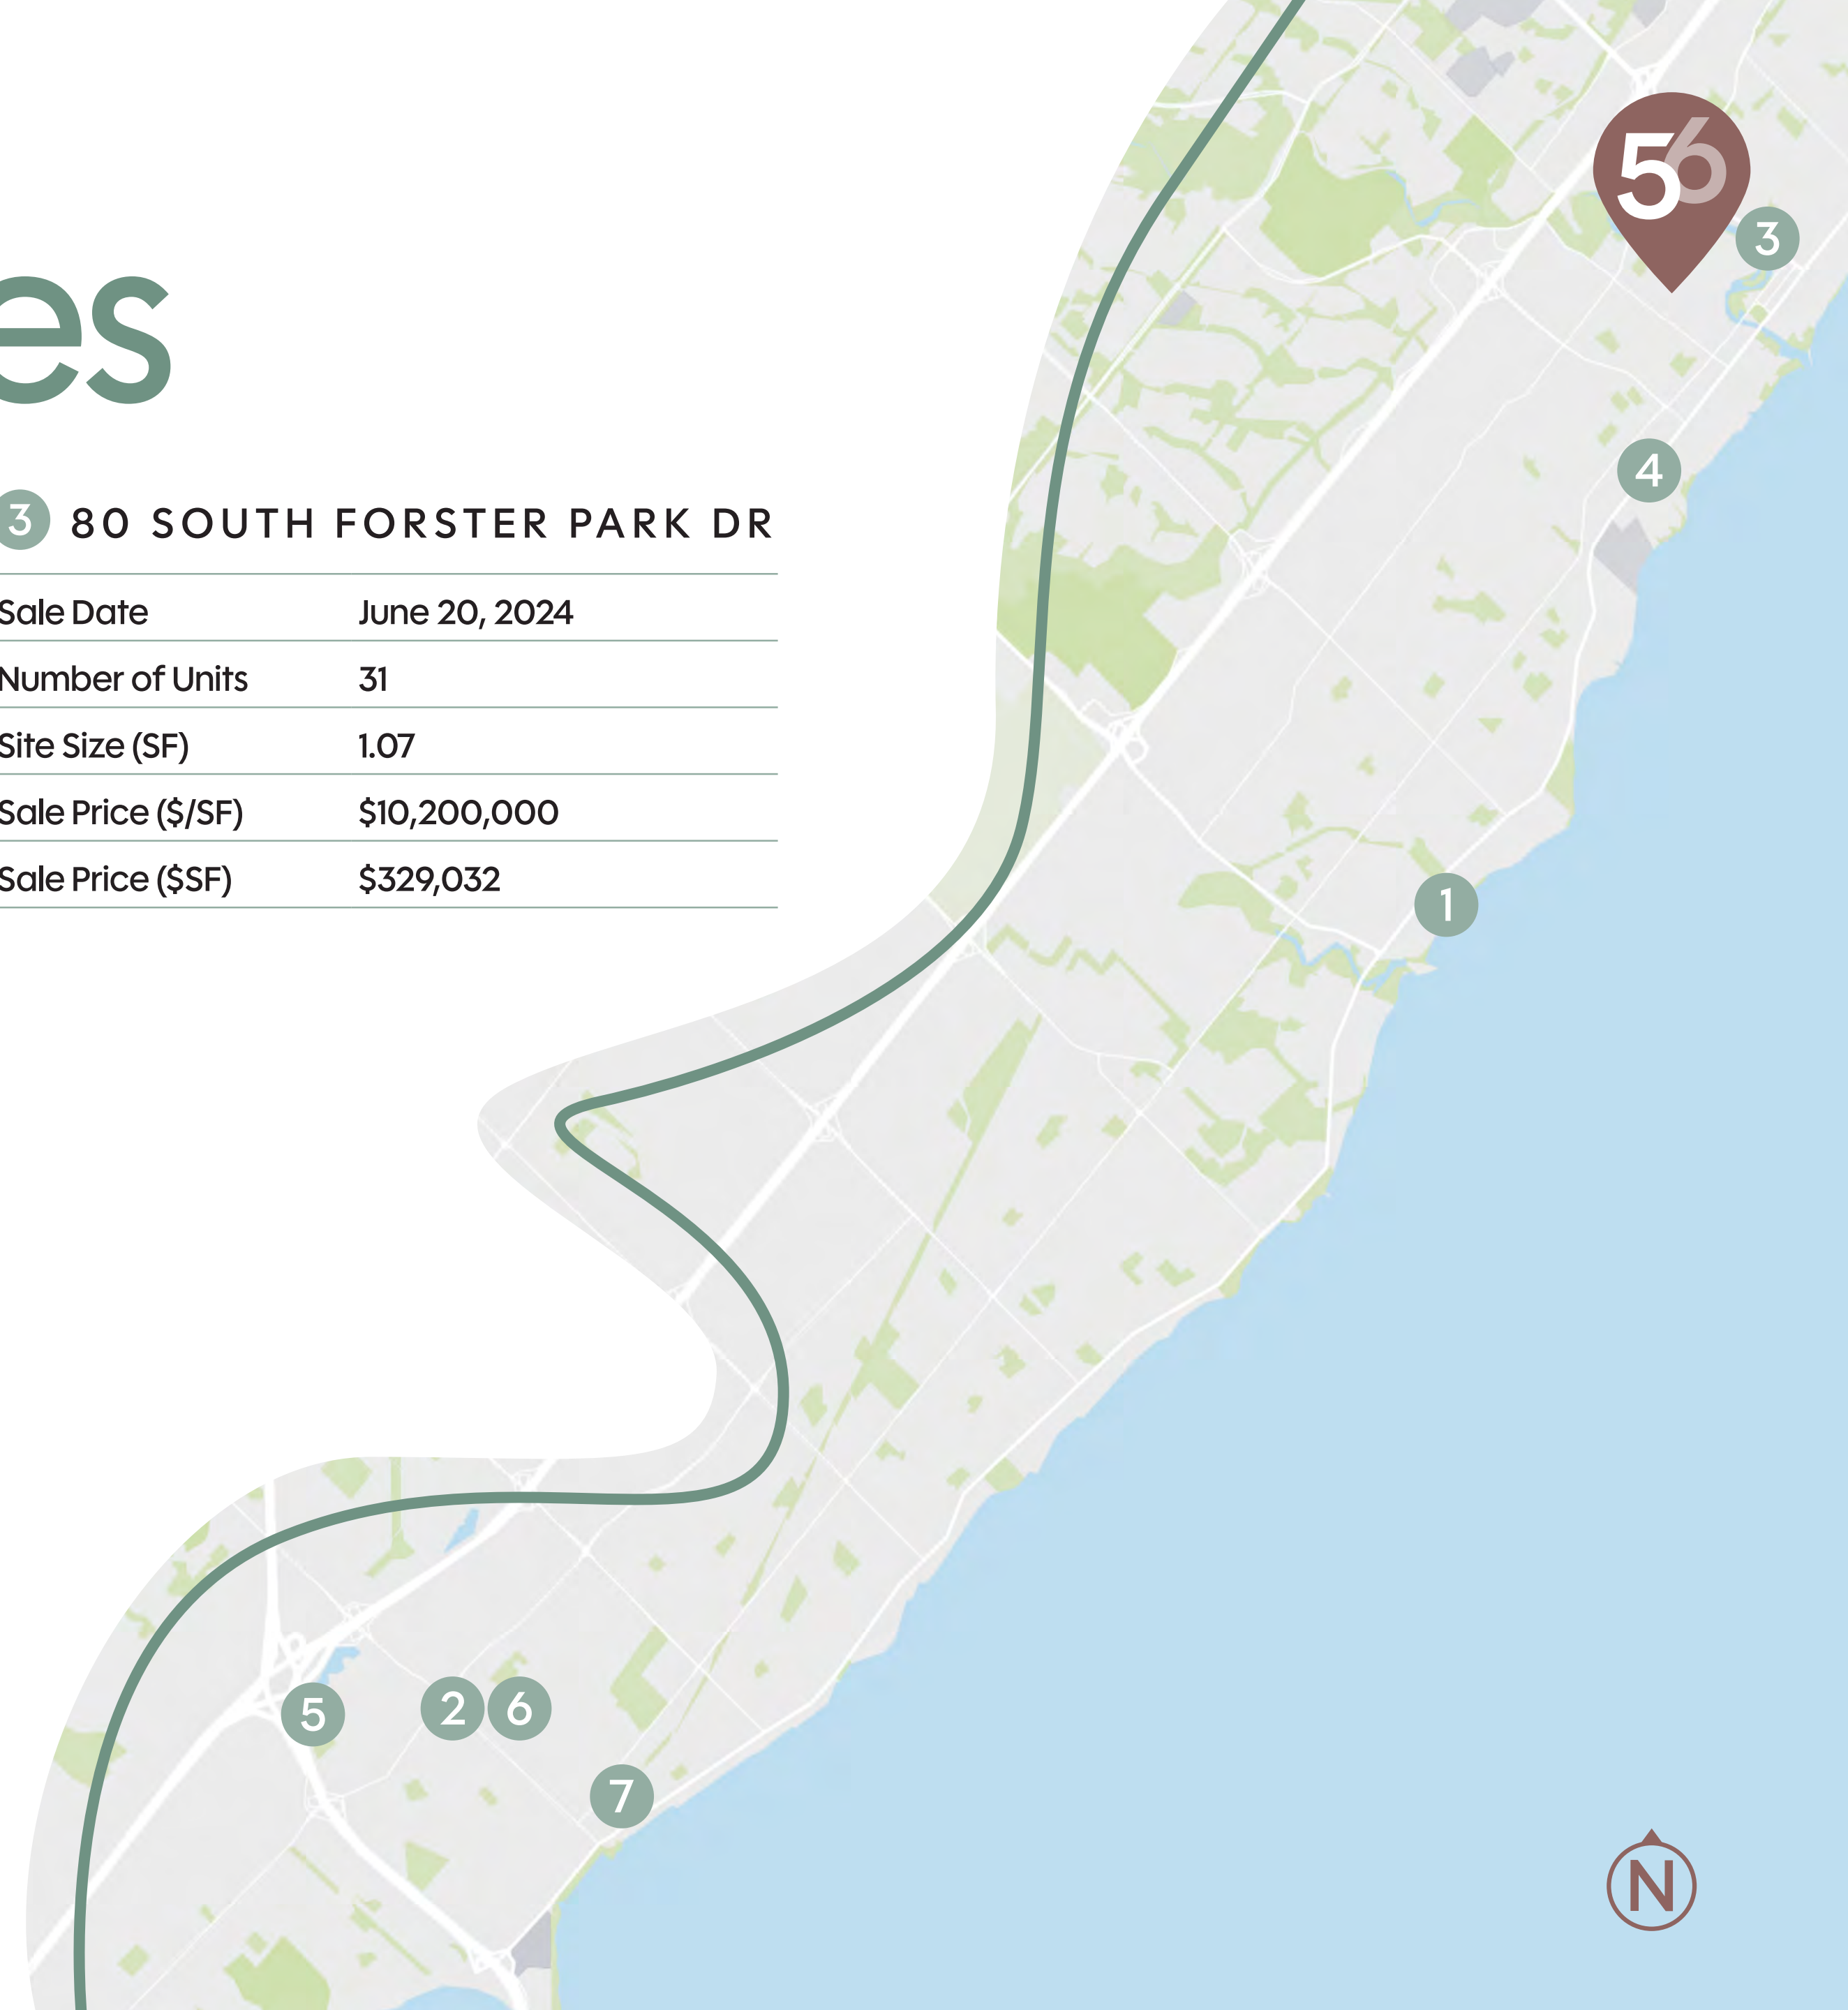 es
3 80 SOUTH FORSTER PARK DR
Sale Date June 20, 2024
Number of Units 31
Site Size (SF) 1.07
Sale Price ($/SF) $10,200,000
Sale Price ($SF) $329,032
56
3
4
1
5
2 6
7
N